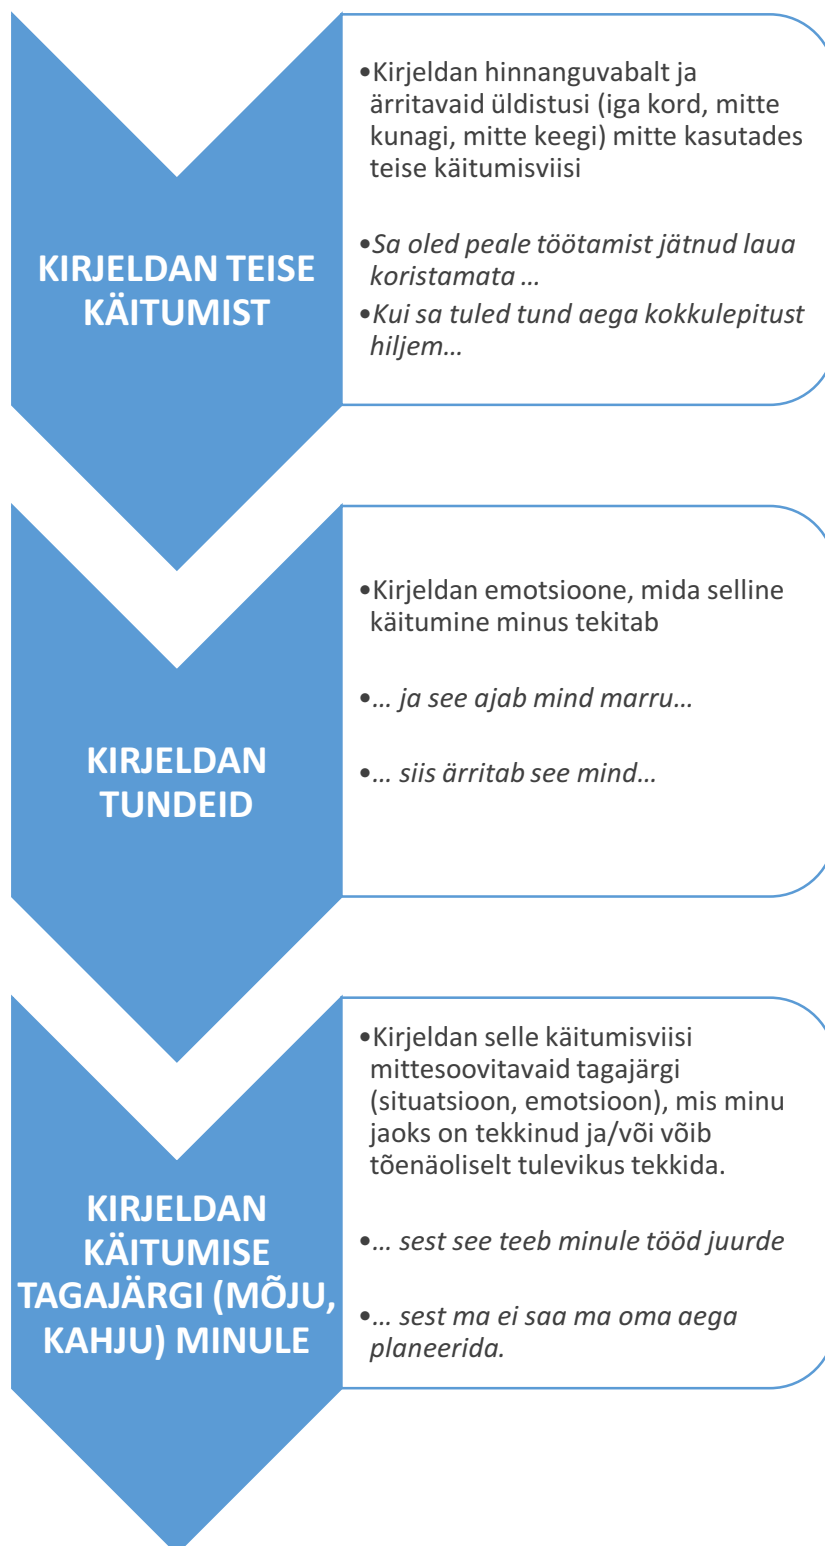 KIRJELDAN TEISE
KÄITUMIST
•Kirjeldan hinnanguvabalt ja
ärritavaid üldistusi (iga kord, mitte
kunagi, mitte keegi) mitte kasutades
teise käitumisviisi
•Sa oled peale töötamist jätnud laua
koristamata …
•Kui sa tuled tund aega kokkulepitust
hiljem…
KIRJELDAN
TUNDEID
•Kirjeldan emotsioone, mida selline
käitumine minus tekitab
•… ja see ajab mind marru…
•… siis ärritab see mind…
KIRJELDAN
KÄITUMISE
TAGAJÄRGI (MÕJU,
KAHJU) MINULE
•Kirjeldan selle käitumisviisi
mittesoovitavaid tagajärgi
(situatsioon, emotsioon), mis minu
jaoks on tekkinud ja/või võib
tõenäoliselt tulevikus tekkida.
•… sest see teeb minule tööd juurde
•… sest ma ei saa ma oma aega
planeerida.